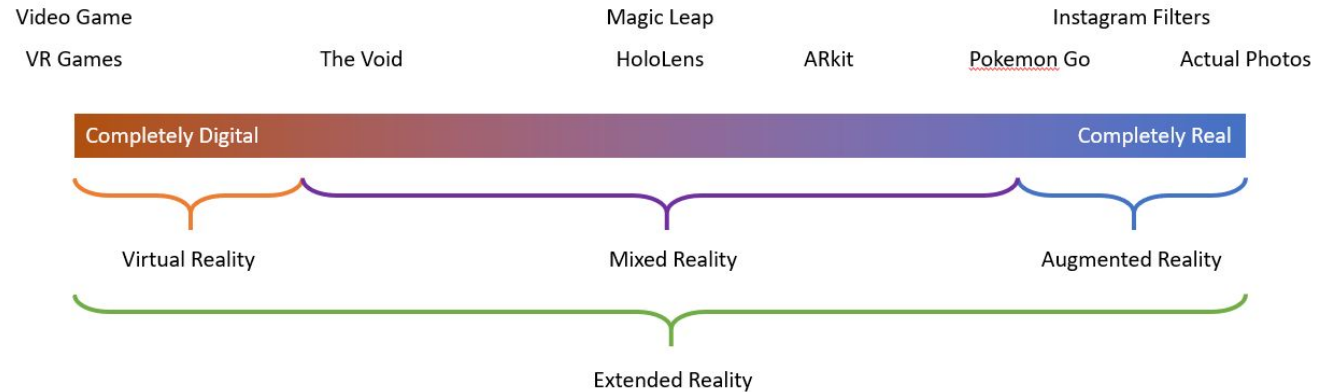 Video Game Magic Leap Instagram Filters
VR Games The Void HoloLens ARkit Pokemon Go Actual Photos
Completely Digital Completely Real
Virtual Reality Mixed Reality Augmented Reality
Extended Reality